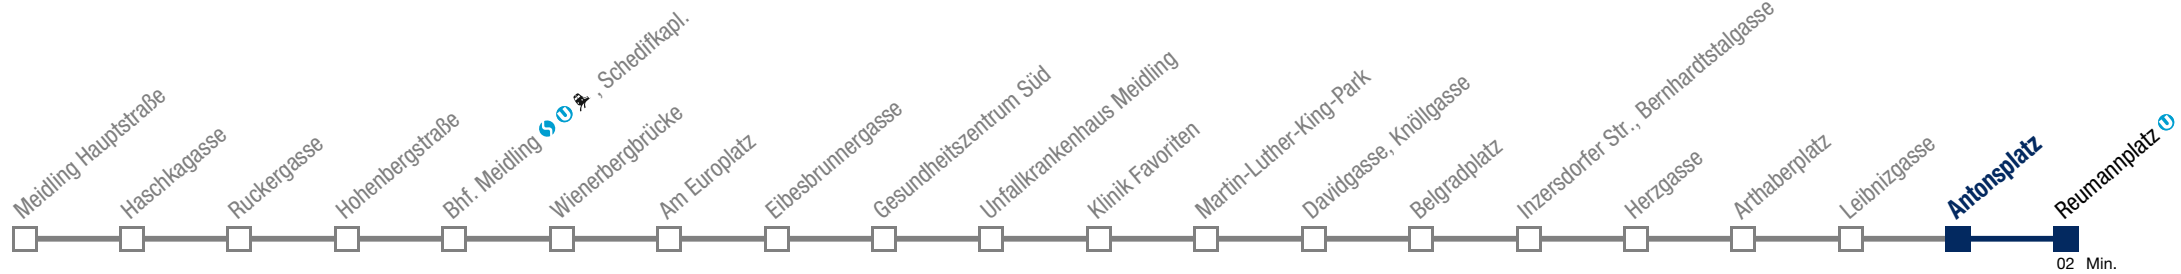 Meidling Hauptstraße
Haschkagasse
Ruckergasse
Hohenbergstraße
Bhf. Meidling S U , Schedifkapl.
Wienerbergbrücke
Am Europlatz
Eibesbrunnergasse
Gesundheitszentrum Süd
Unfallkrankenhaus Meidling
Klinik Favoriten
Martin-Luther-King-Park
Davidgasse, Knöllgasse
Belgradplatz
Inzersdorfer Str., Bernhardtstalgasse
Herzgasse
Arthaberplatz
Leibnizgasse
Antonsplatz
Reumannplatz U
02 Min.